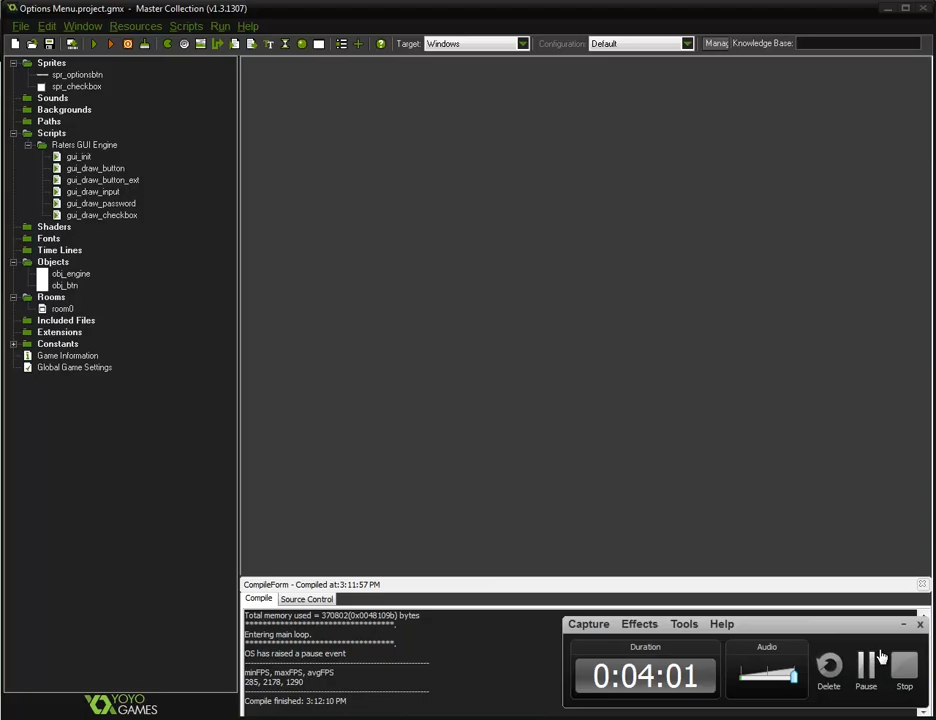 Options Menu.project.gmx - Master Collection (v1.3.1307)
File Edit Window Resources Scripts Run Help
Target: Windows Configuration: Default Manag Knowledge Base:
Sprites
spr_optionsbtn
spr_checkbox
Sounds
Backgrounds
Paths
Scripts
Raters GUI Engine
gui_init
gui_draw_button
gui_draw_button_ext
gui_draw_input
gui_draw_password
gui_draw_checkbox
Shaders
Fonts
Time Lines
Objects
obj_engine
obj_btn
Rooms
room0
Included Files
Extensions
Constants
Game Information
Global Game Settings
YOYO
GAMES
CompileForm - Compiled at:3:11:57 PM
Compile Source Control
Total memory used = 370802(0x0048109b) bytes
**********************************.
Entering main loop.
**********************************.
OS has raised a pause event
minFPS, maxFPS, avgFPS
285, 2178, 1290
Compile finished: 3:12:10 PM
Capture Effects Tools Help
Duration Audio
0:04:01
Delete Pause Stop